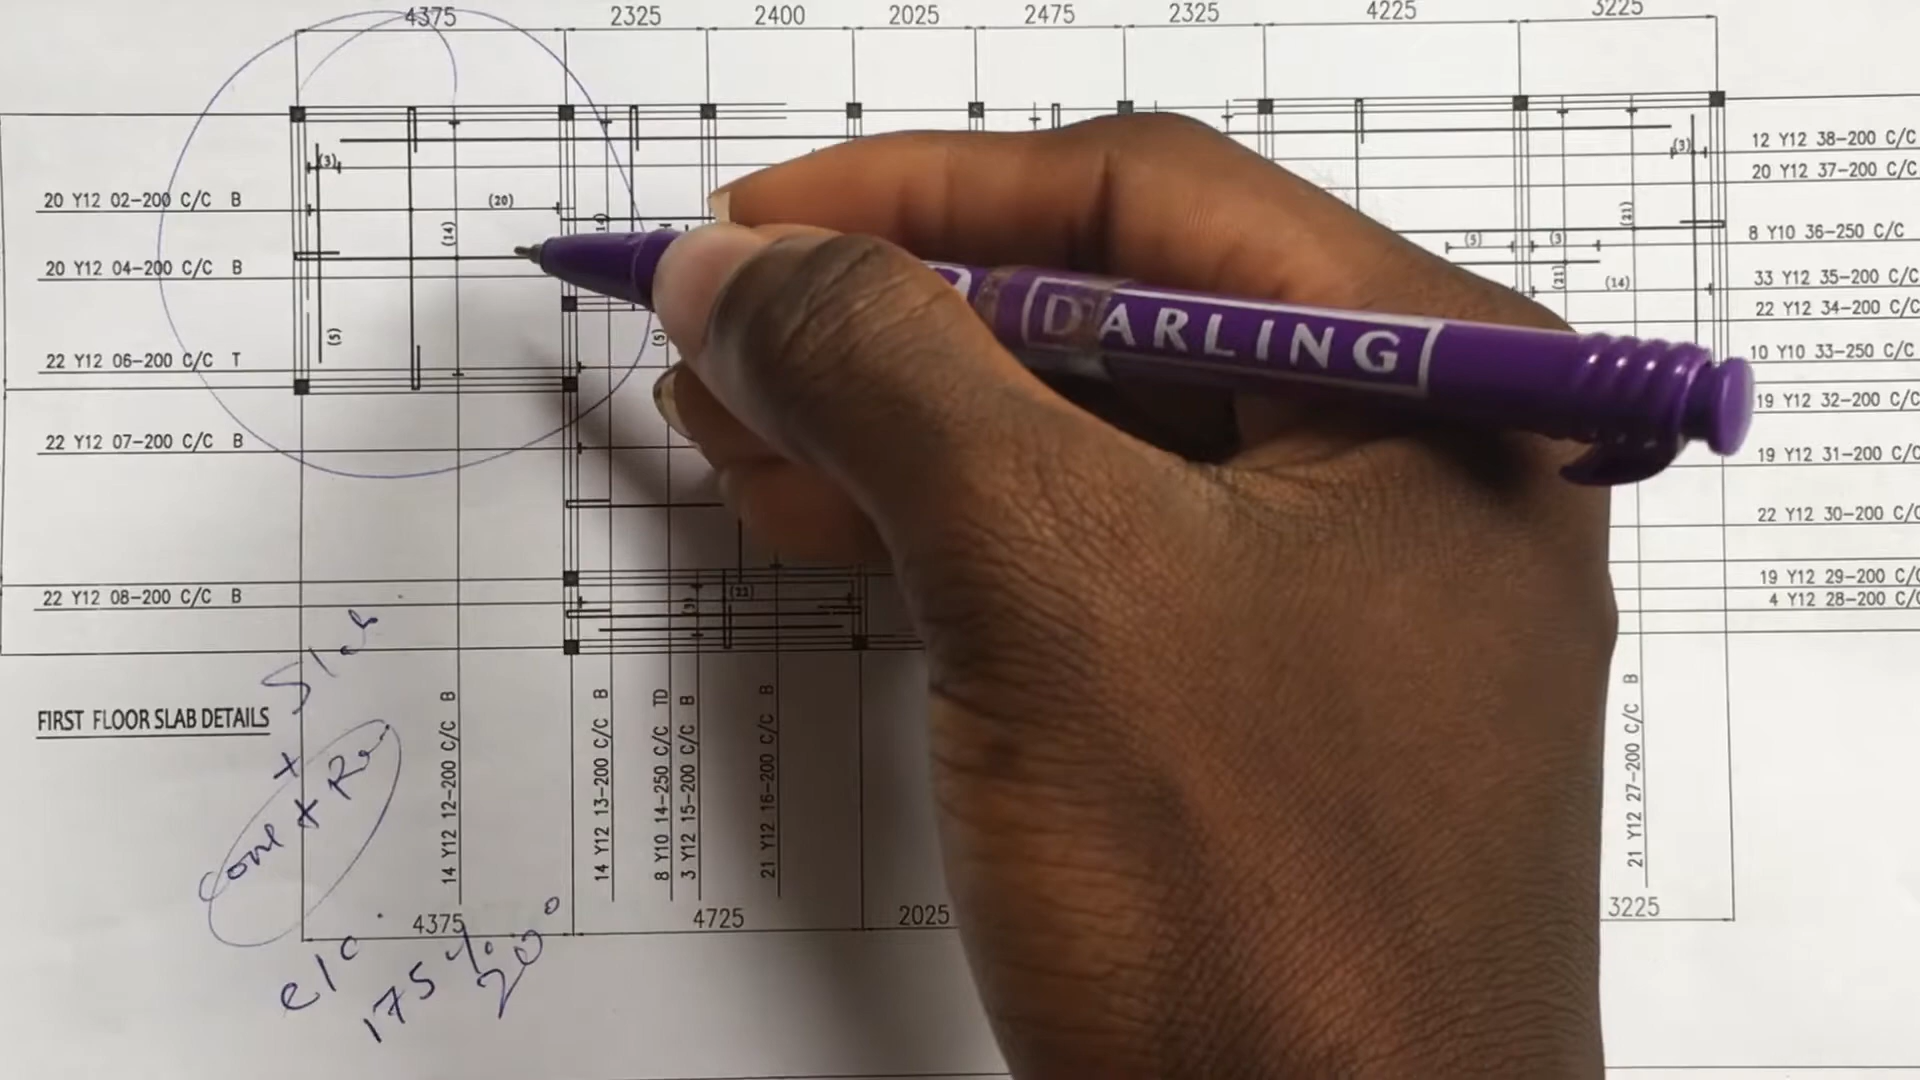 4375 2325 2400 2025 2475 2325 4225 3225
12 Y12 38-200 C/C
20 Y12 37-200 C/C
(3)
(3)
20 Y12 02-200 C/C B
(20)
(14)
(21)
8 Y10 36-250 C/C
(5)
(3)
20 Y12 04-200 C/C B
33 Y12 35-200 C/C
(21)
(14)
22 Y12 34-200 C/C
DARLING
(5)
(5)
22 Y12 06-200 C/C T
10 Y10 33-250 C/C
19 Y12 32-200 C/C
22 Y12 07-200 C/C B
19 Y12 31-200 C/C
22 Y12 30-200 C/C
19 Y12 29-200 C/C
22 Y12 08-200 C/C B
4 Y12 28-200 C/C
Slab
FIRST FLOOR SLAB DETAILS
14 Y12 12-200 C/C B
14 Y12 13-200 C/C B
8 Y10 14-250 C/C TD
3 Y12 15-200 C/C B
21 Y12 16-200 C/C B
21 Y12 27-200 C/C B
4375 4725 2025 3225
c/c
175
200